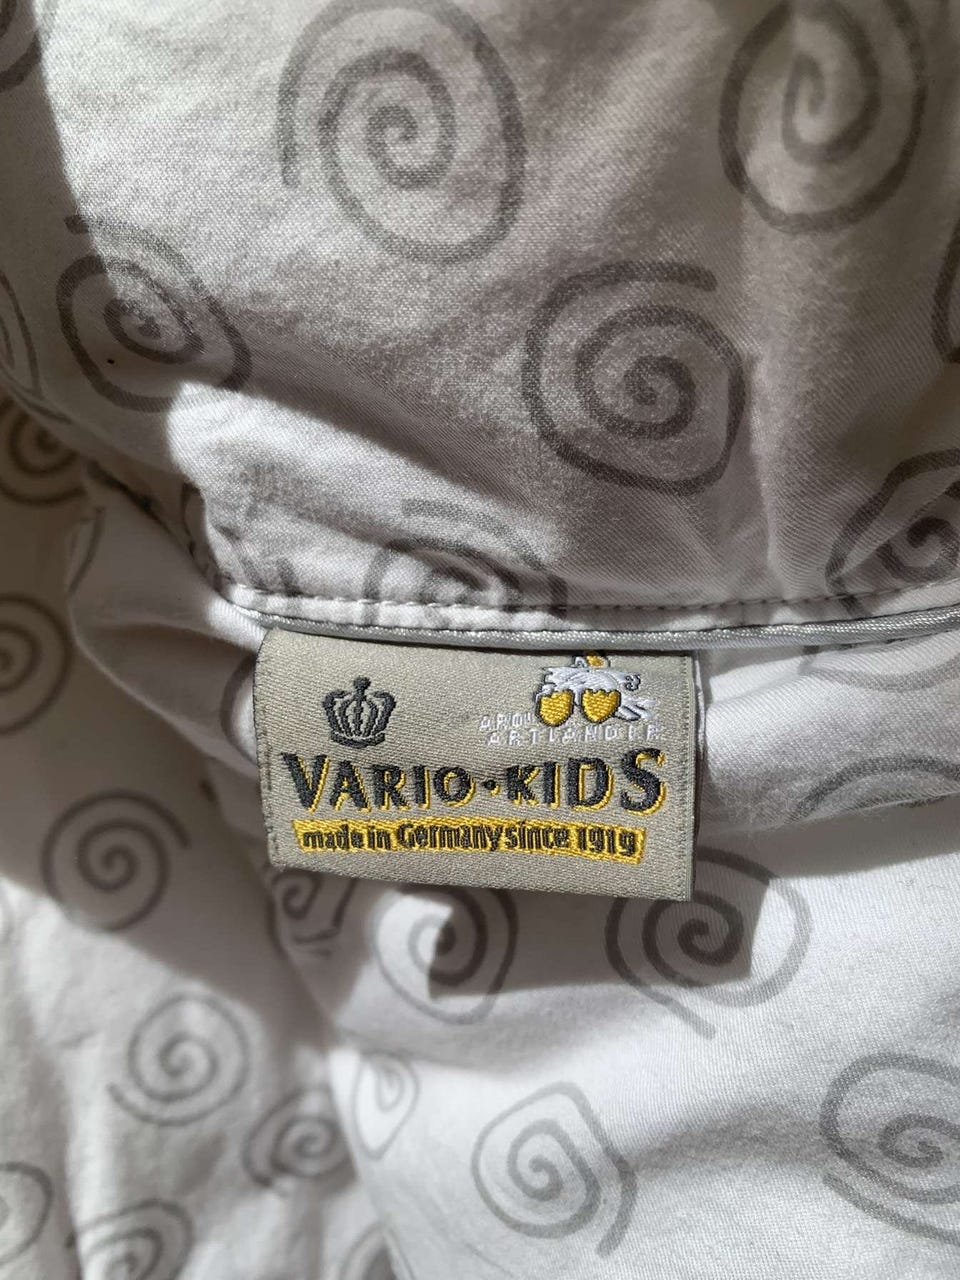 ARTLANDER
VARIO·KIDS
made in Germany since 1919